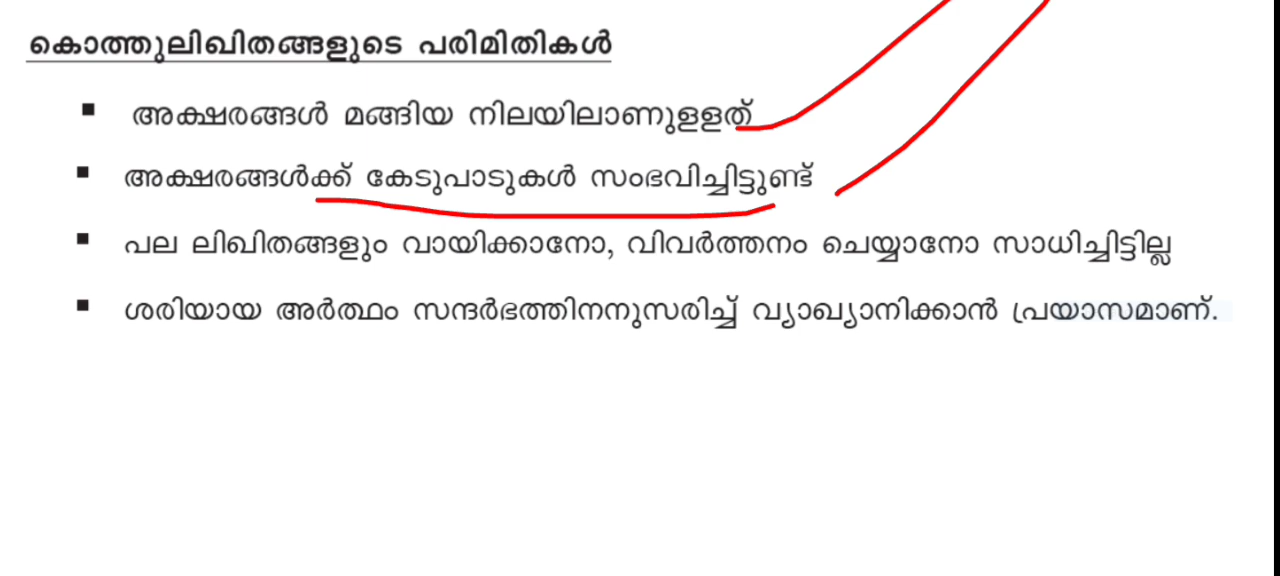 കൊത്തുലിഖിതങ്ങളുടെ പരിമിതികൾ
▪ അക്ഷരങ്ങൾ മങ്ങിയ നിലയിലാണുളളത്
▪ അക്ഷരങ്ങൾക്ക് കേടുപാടുകൾ സംഭവിച്ചിട്ടുണ്ട്
▪ പല ലിഖിതങ്ങളും വായിക്കാനോ, വിവർത്തനം ചെയ്യാനോ സാധിച്ചിട്ടില്ല
▪ ശരിയായ അർത്ഥം സന്ദർഭത്തിനനുസരിച്ച് വ്യാഖ്യാനിക്കാൻ പ്രയാസമാണ്.